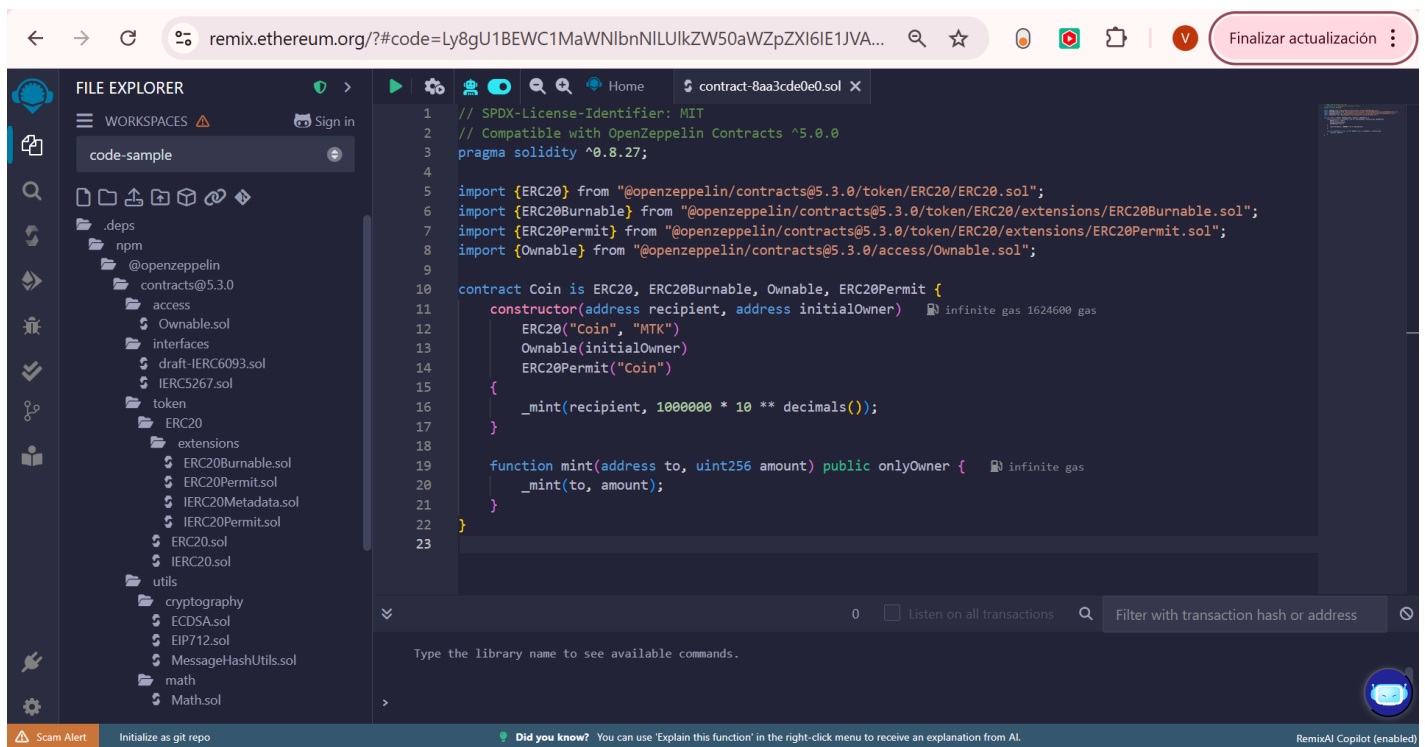 remix.ethereum.org/?#code=Ly8gU1BEWC1MaWNlbnNlLUlkZW50aWZpZXI6IE1JVA...
V
Finalizar actualización
FILE EXPLORER
WORKSPACES
Sign in
code-sample
.deps
npm
@openzeppelin
contracts@5.3.0
access
Ownable.sol
interfaces
draft-IERC6093.sol
IERC5267.sol
token
ERC20
extensions
ERC20Burnable.sol
ERC20Permit.sol
IERC20Metadata.sol
IERC20Permit.sol
ERC20.sol
IERC20.sol
utils
cryptography
ECDSA.sol
EIP712.sol
MessageHashUtils.sol
math
Math.sol
Home
contract-8aa3cde0e0.sol
1 // SPDX-License-Identifier: MIT
2 // Compatible with OpenZeppelin Contracts ^5.0.0
3 pragma solidity ^0.8.27;
4
5 import {ERC20} from "@openzeppelin/contracts@5.3.0/token/ERC20/ERC20.sol";
6 import {ERC20Burnable} from "@openzeppelin/contracts@5.3.0/token/ERC20/extensions/ERC20Burnable.sol";
7 import {ERC20Permit} from "@openzeppelin/contracts@5.3.0/token/ERC20/extensions/ERC20Permit.sol";
8 import {Ownable} from "@openzeppelin/contracts@5.3.0/access/Ownable.sol";
9
10 contract Coin is ERC20, ERC20Burnable, Ownable, ERC20Permit {
11 constructor(address recipient, address initialOwner) infinite gas 1624600 gas
12 ERC20("Coin", "MTK")
13 Ownable(initialOwner)
14 ERC20Permit("Coin")
15 {
16 _mint(recipient, 1000000 * 10 ** decimals());
17 }
18
19 function mint(address to, uint256 amount) public onlyOwner { infinite gas
20 _mint(to, amount);
21 }
22 }
23
0
Listen on all transactions
Filter with transaction hash or address
Type the library name to see available commands.
>
Scam Alert
Initialize as git repo
Did you know? You can use 'Explain this function' in the right-click menu to receive an explanation from AI.
RemixAI Copilot (enabled)